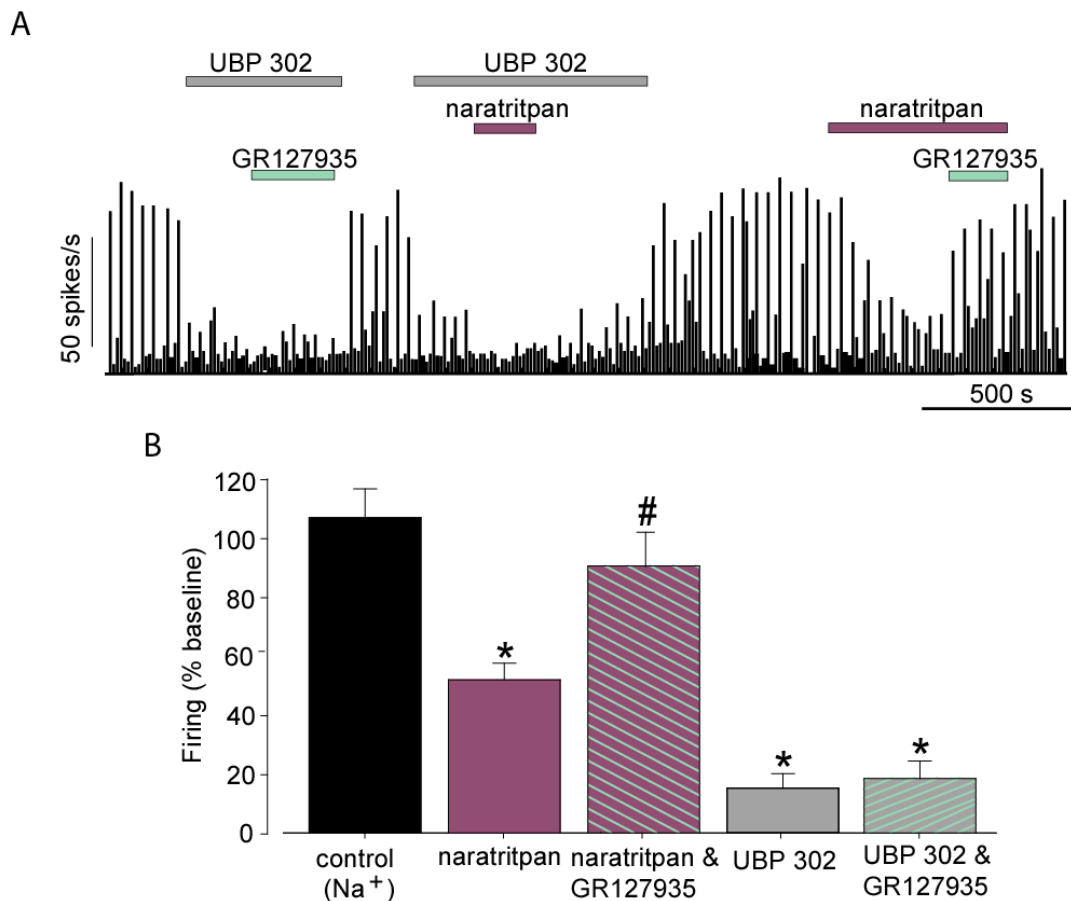 A
UBP 302
UBP 302
naratritpan
naratritpan
GR127935
GR127935
50 spikes/s
500 s
B
120
100
80
60
40
20
0
Firing (% baseline)
#
*
*
*
control
(Na+)
naratritpan
naratritpan &
GR127935
UBP 302
UBP 302 &
GR127935